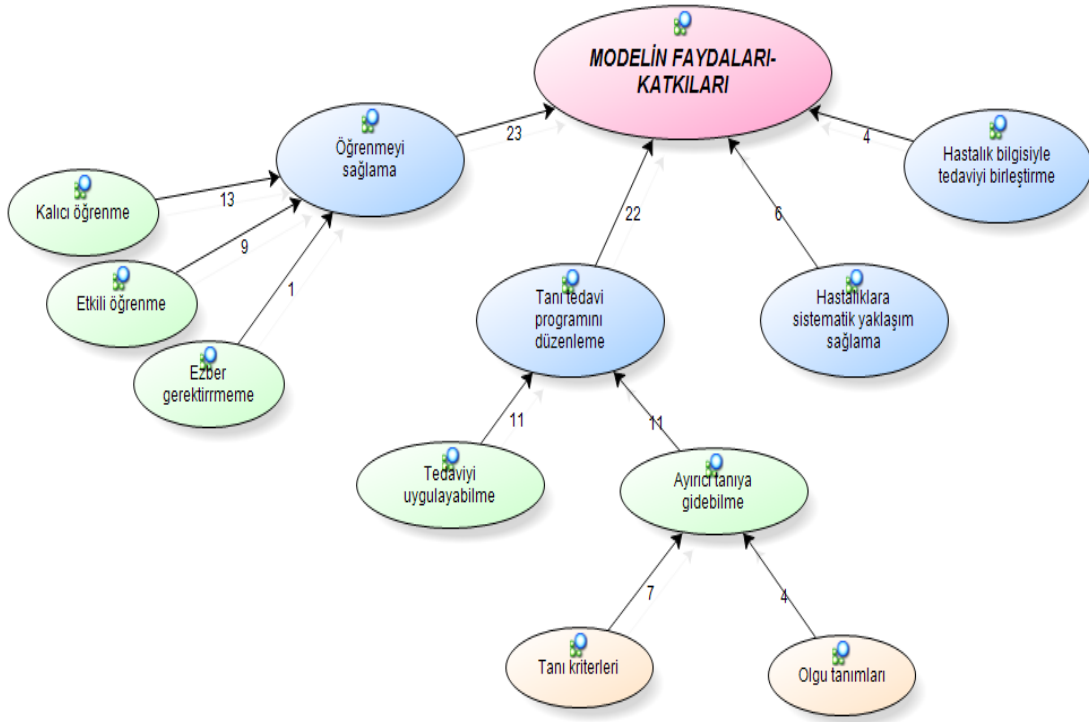 MODELİN FAYDALARI-
KATKILARI
Öğrenmeyi
sağlama
23
4
Hastalık bilgisiyle
tedaviyi birleştirme
Kalıcı öğrenme
13
22
6
9
Etkili öğrenme
1
Tanı tedavi
programını
düzenleme
Hastalıklara
sistematik yaklaşım
sağlama
Ezber
gerektirmeme
11
11
Tedaviyi
uygulayabilme
Ayırıcı tanıya
gidebilme
7
4
Tanı kriterleri
Olgu tanımları